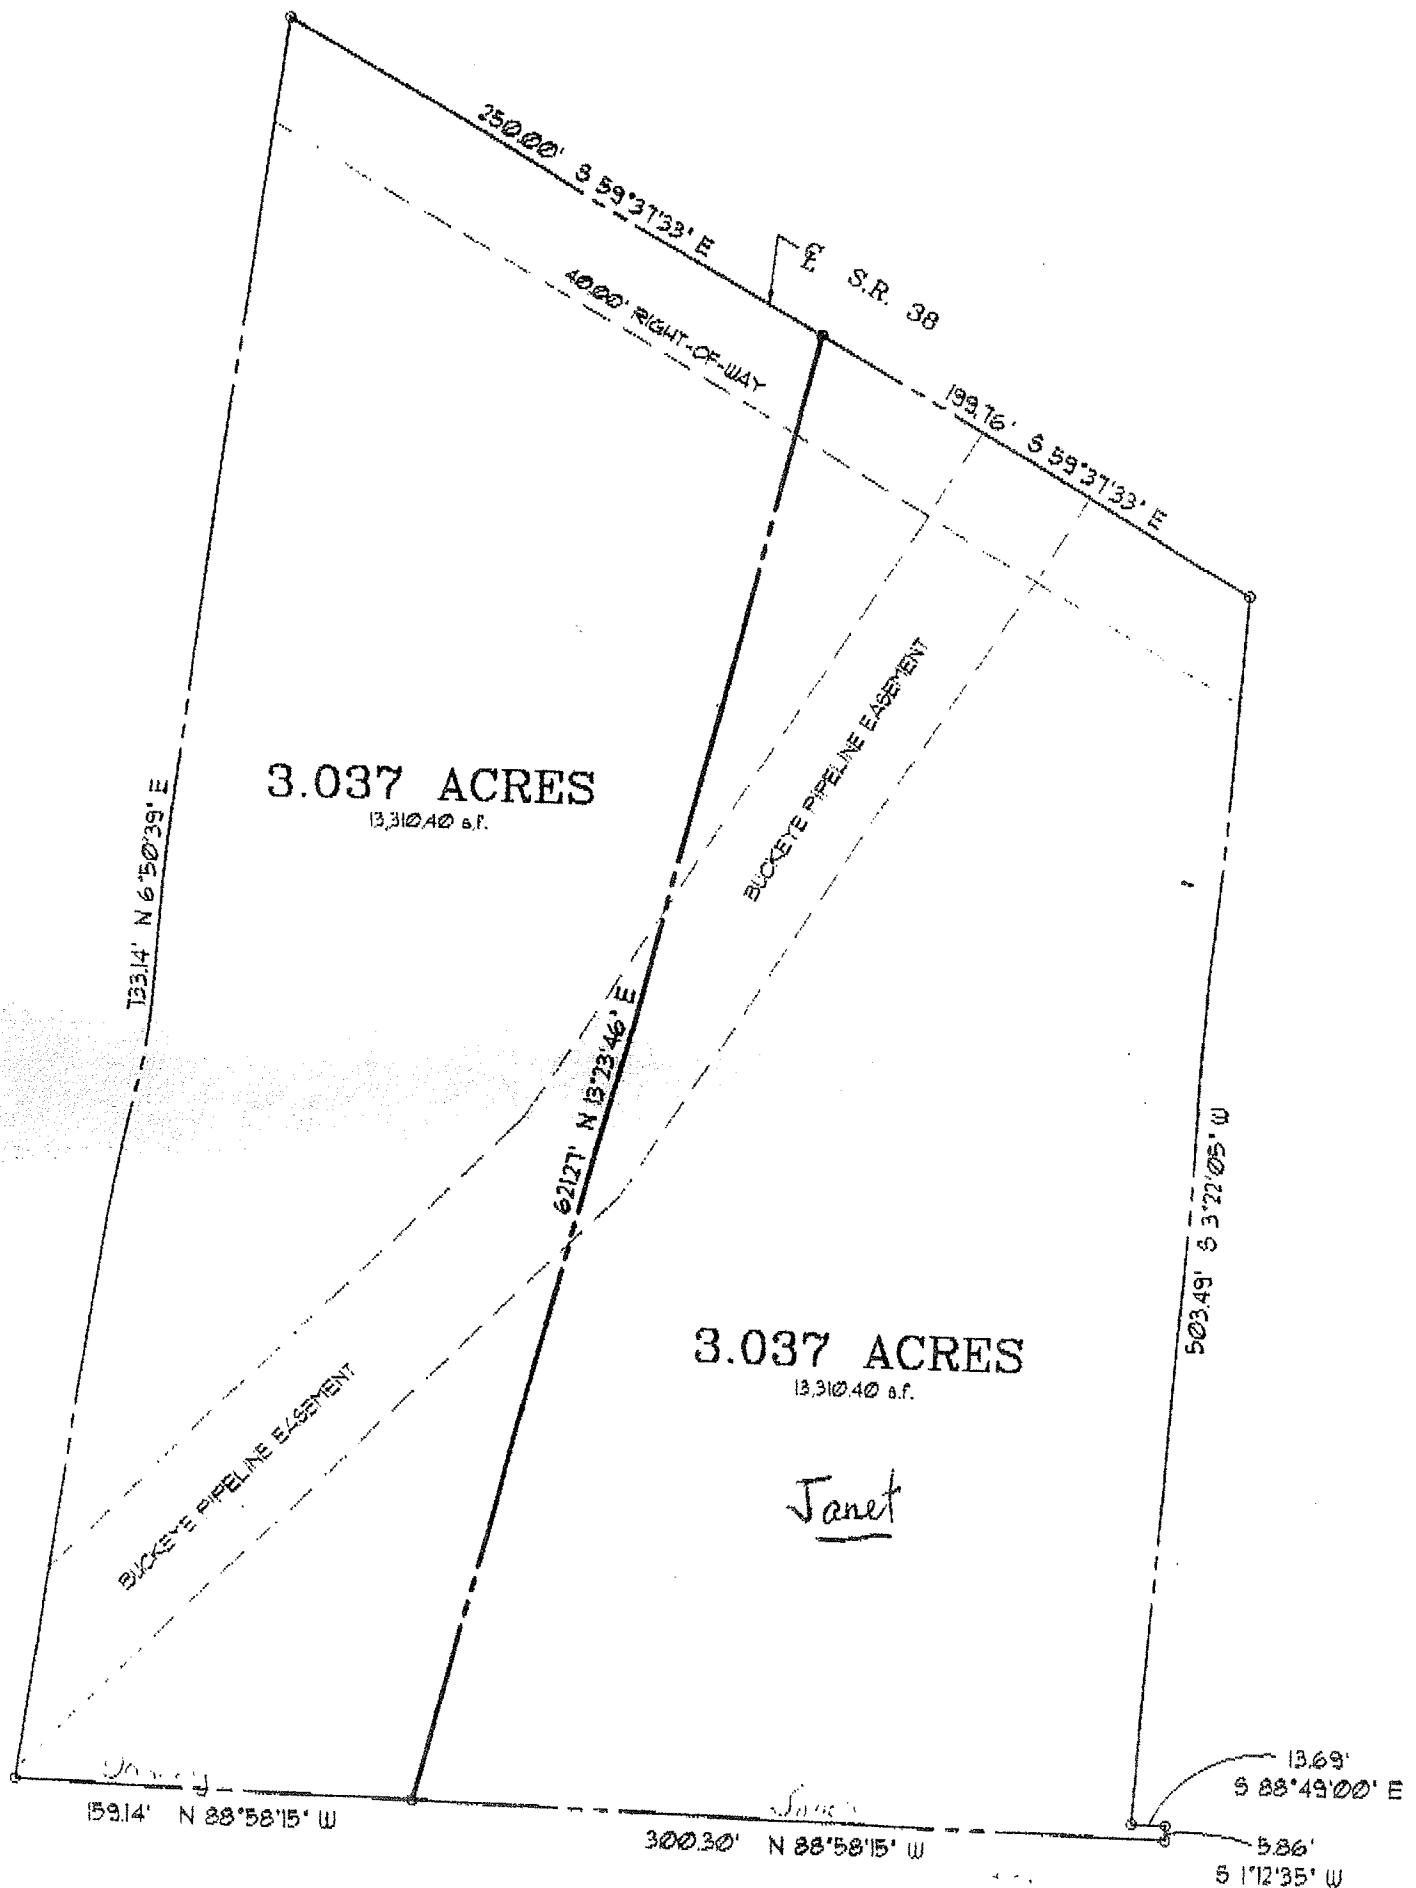 250.00' S 59°37'33" E
℄ S.R. 38
40.00' RIGHT-OF-WAY
199.76' S 59°37'33" E
BUCKEYE PIPELINE EASEMENT
3.037 ACRES
13,310.40 s.f.
733.14' N 6°50'39" E
621.27' N 13°23'46" E
503.49' S 3°22'05" W
3.037 ACRES
13,310.40 s.f.
BUCKEYE PIPELINE EASEMENT
Janet
13.69'
S 88°49'00" E
159.14' N 88°58'15" W
300.30' N 88°58'15" W
5.86'
S 1°12'35" W